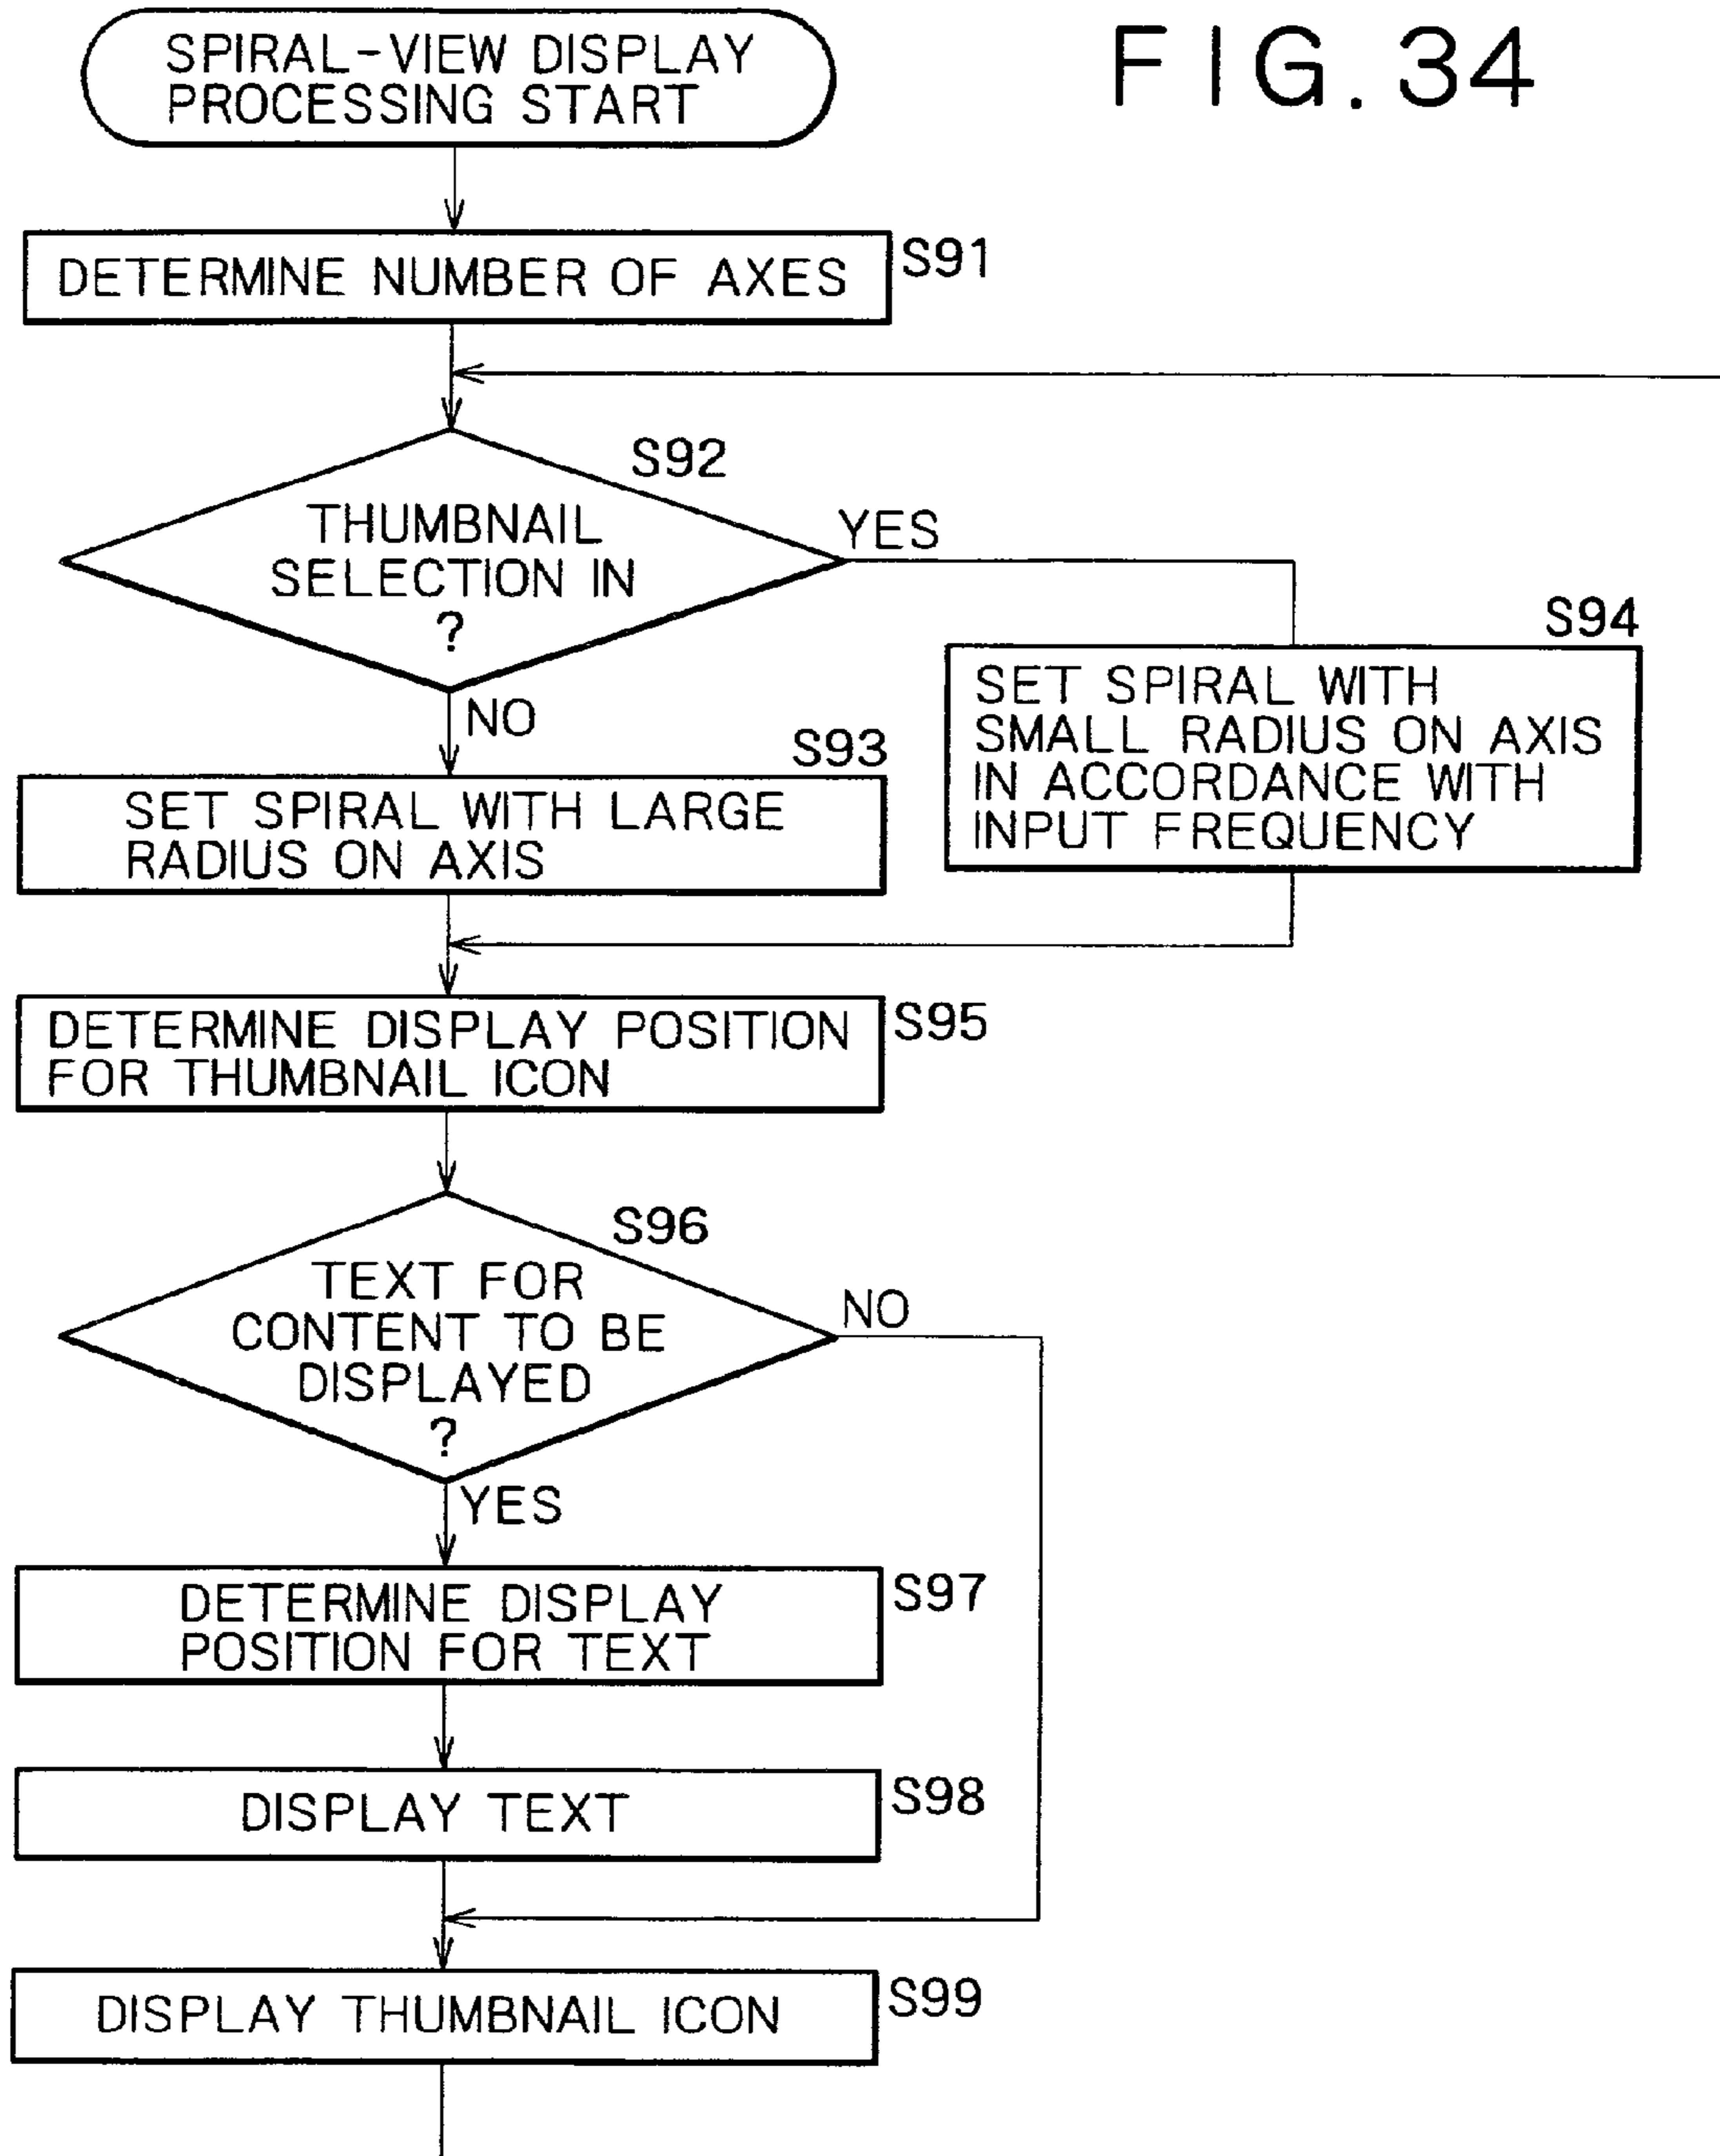 FIG. 34
SPIRAL-VIEW DISPLAY
PROCESSING START
DETERMINE NUMBER OF AXES
S91
S92
THUMBNAIL
SELECTION IN
?
YES
NO
S94
SET SPIRAL WITH
SMALL RADIUS ON AXIS
IN ACCORDANCE WITH
INPUT FREQUENCY
S93
SET SPIRAL WITH LARGE
RADIUS ON AXIS
DETERMINE DISPLAY POSITION
FOR THUMBNAIL ICON
S95
S96
TEXT FOR
CONTENT TO BE
DISPLAYED
?
NO
YES
DETERMINE DISPLAY
POSITION FOR TEXT
S97
DISPLAY TEXT
S98
DISPLAY THUMBNAIL ICON
S99